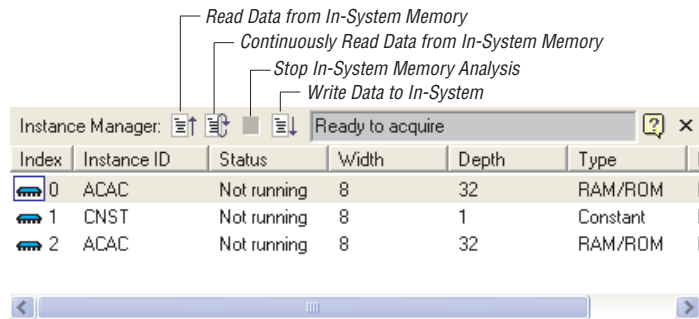 Read Data from In-System Memory
Continuously Read Data from In-System Memory
Stop In-System Memory Analysis
Write Data to In-System
Instance Manager: Ready to acquire
Index Instance ID Status Width Depth Type
0 ACAC Not running 8 32 RAM/ROM
1 CNST Not running 8 1 Constant
2 ACAC Not running 8 32 RAM/ROM